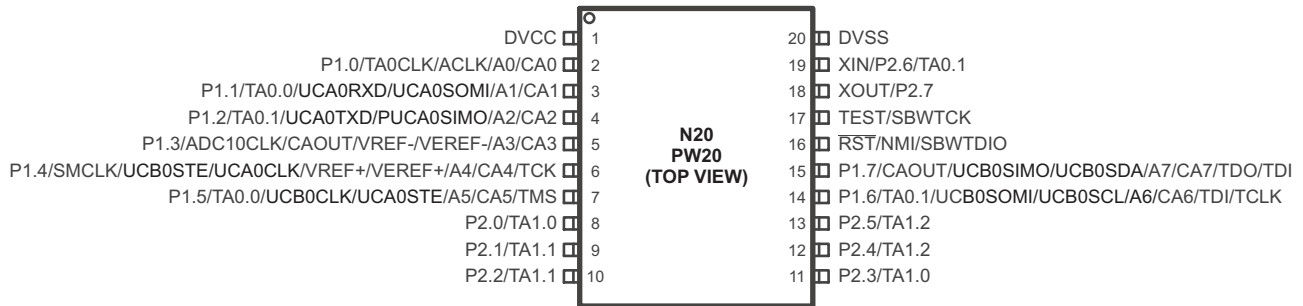 DVCC 1 20 DVSS
P1.0/TA0CLK/ACLK/A0/CA0 2 19 XIN/P2.6/TA0.1
P1.1/TA0.0/UCA0RXD/UCA0SOMI/A1/CA1 3 18 XOUT/P2.7
P1.2/TA0.1/UCA0TXD/PUCA0SIMO/A2/CA2 4 17 TEST/SBWTCK
P1.3/ADC10CLK/CAOUT/VREF-/VEREF-/A3/CA3 5 N20 16 RST/NMI/SBWTDIO
PW20
P1.4/SMCLK/UCB0STE/UCA0CLK/VREF+/VEREF+/A4/CA4/TCK 6 (TOP VIEW) 15 P1.7/CAOUT/UCB0SIMO/UCB0SDA/A7/CA7/TDO/TDI
P1.5/TA0.0/UCB0CLK/UCA0STE/A5/CA5/TMS 7 14 P1.6/TA0.1/UCB0SOMI/UCB0SCL/A6/CA6/TDI/TCLK
P2.0/TA1.0 8 13 P2.5/TA1.2
P2.1/TA1.1 9 12 P2.4/TA1.2
P2.2/TA1.1 10 11 P2.3/TA1.0